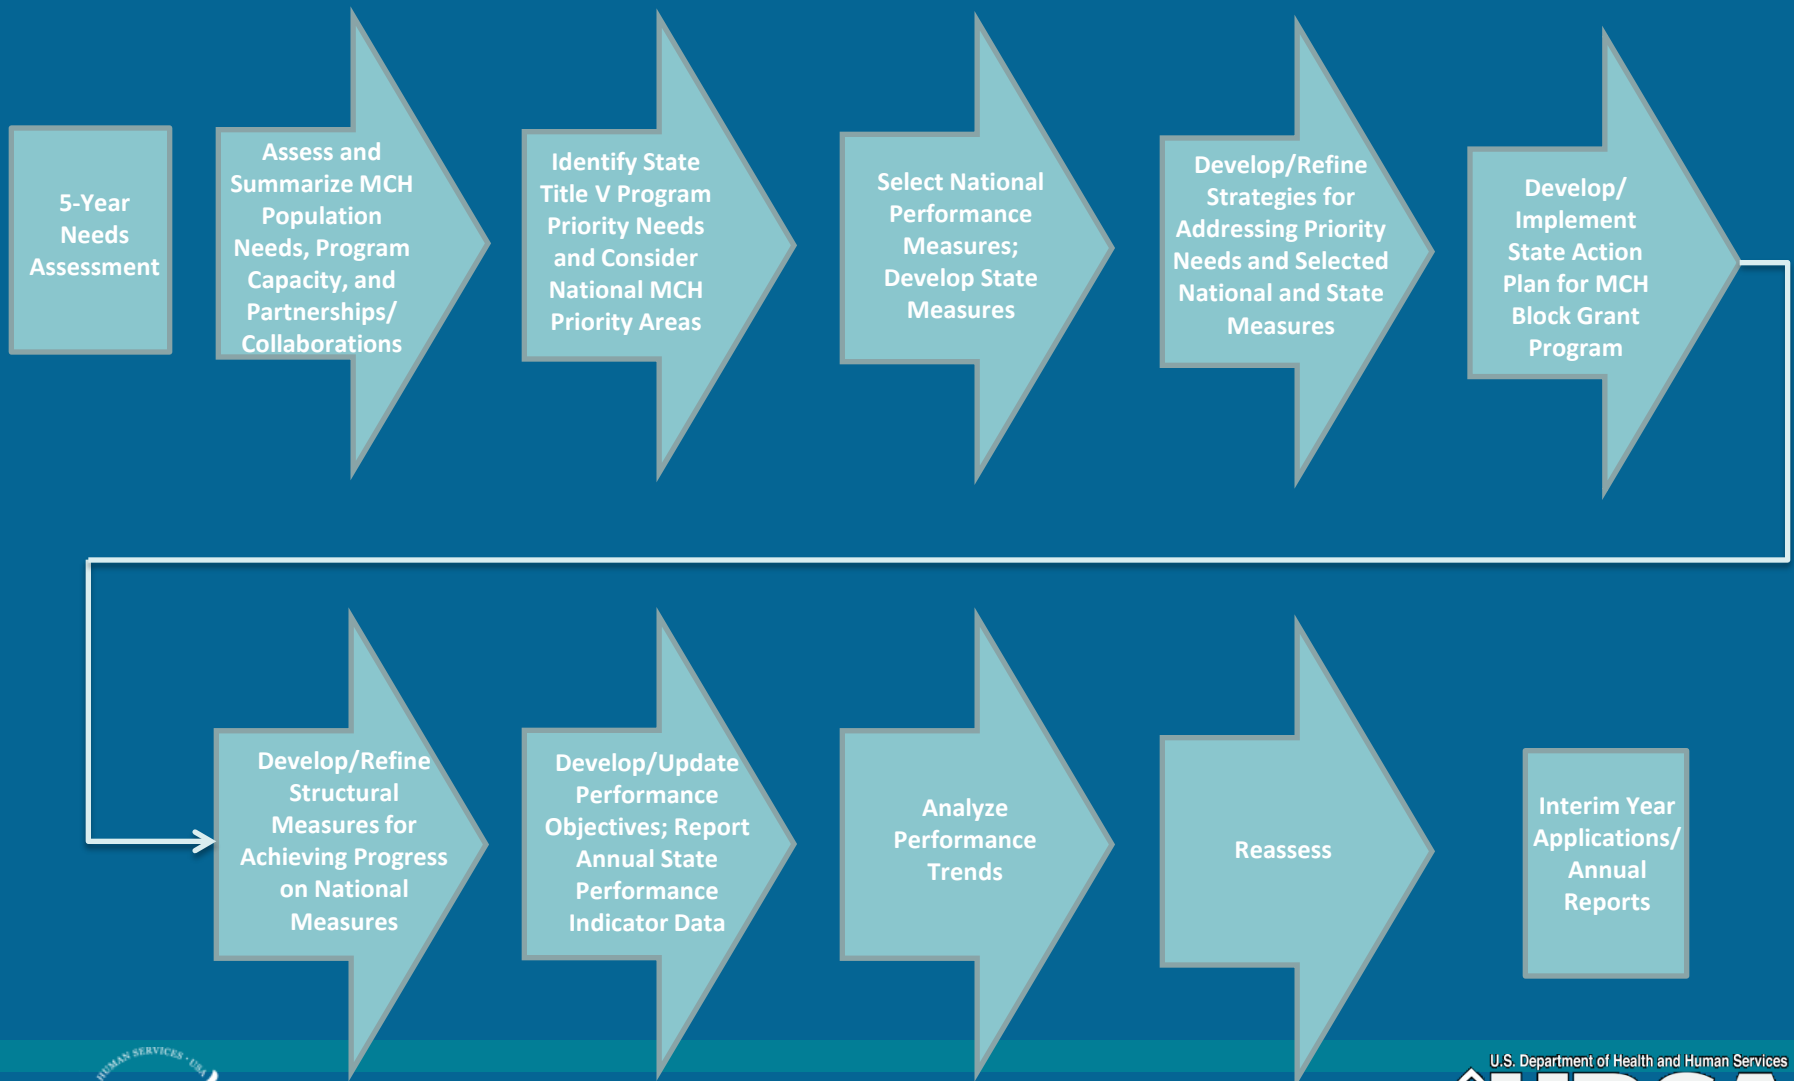 5-Year
Needs
Assessment
Assess and
Summarize MCH
Population
Needs, Program
Capacity, and
Partnerships/
Collaborations
Identify State
Title V Program
Priority Needs
and Consider
National MCH
Priority Areas
Select National
Performance
Measures;
Develop State
Measures
Develop/Refine
Strategies for
Addressing Priority
Needs and Selected
National and State
Measures
Develop/
Implement
State Action
Plan for MCH
Block Grant
Program
Develop/Refine
Structural
Measures for
Achieving Progress
on National
Measures
Develop/Update
Performance
Objectives; Report
Annual State
Performance
Indicator Data
Analyze
Performance
Trends
Reassess
Interim Year
Applications/
Annual
Reports
HUMAN SERVICES · USA
U.S. Department of Health and Human Services